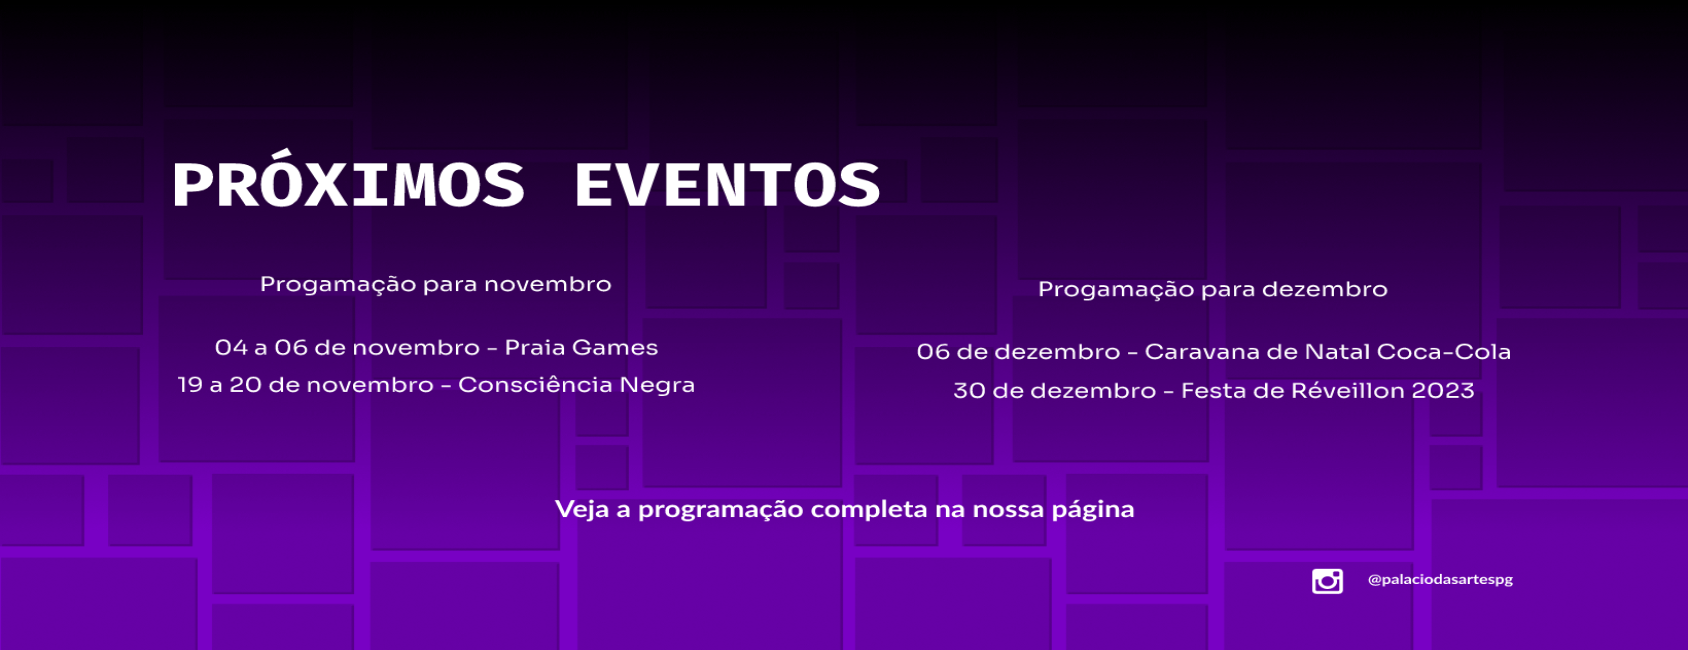 PRÓXIMOS EVENTOS
Progamação para novembro
04 a 06 de novembro - Praia Games
19 a 20 de novembro - Consciência Negra
Progamação para dezembro
06 de dezembro - Caravana de Natal Coca-Cola
30 de dezembro - Festa de Réveillon 2023
Veja a programação completa na nossa página
@palaciodasartespg